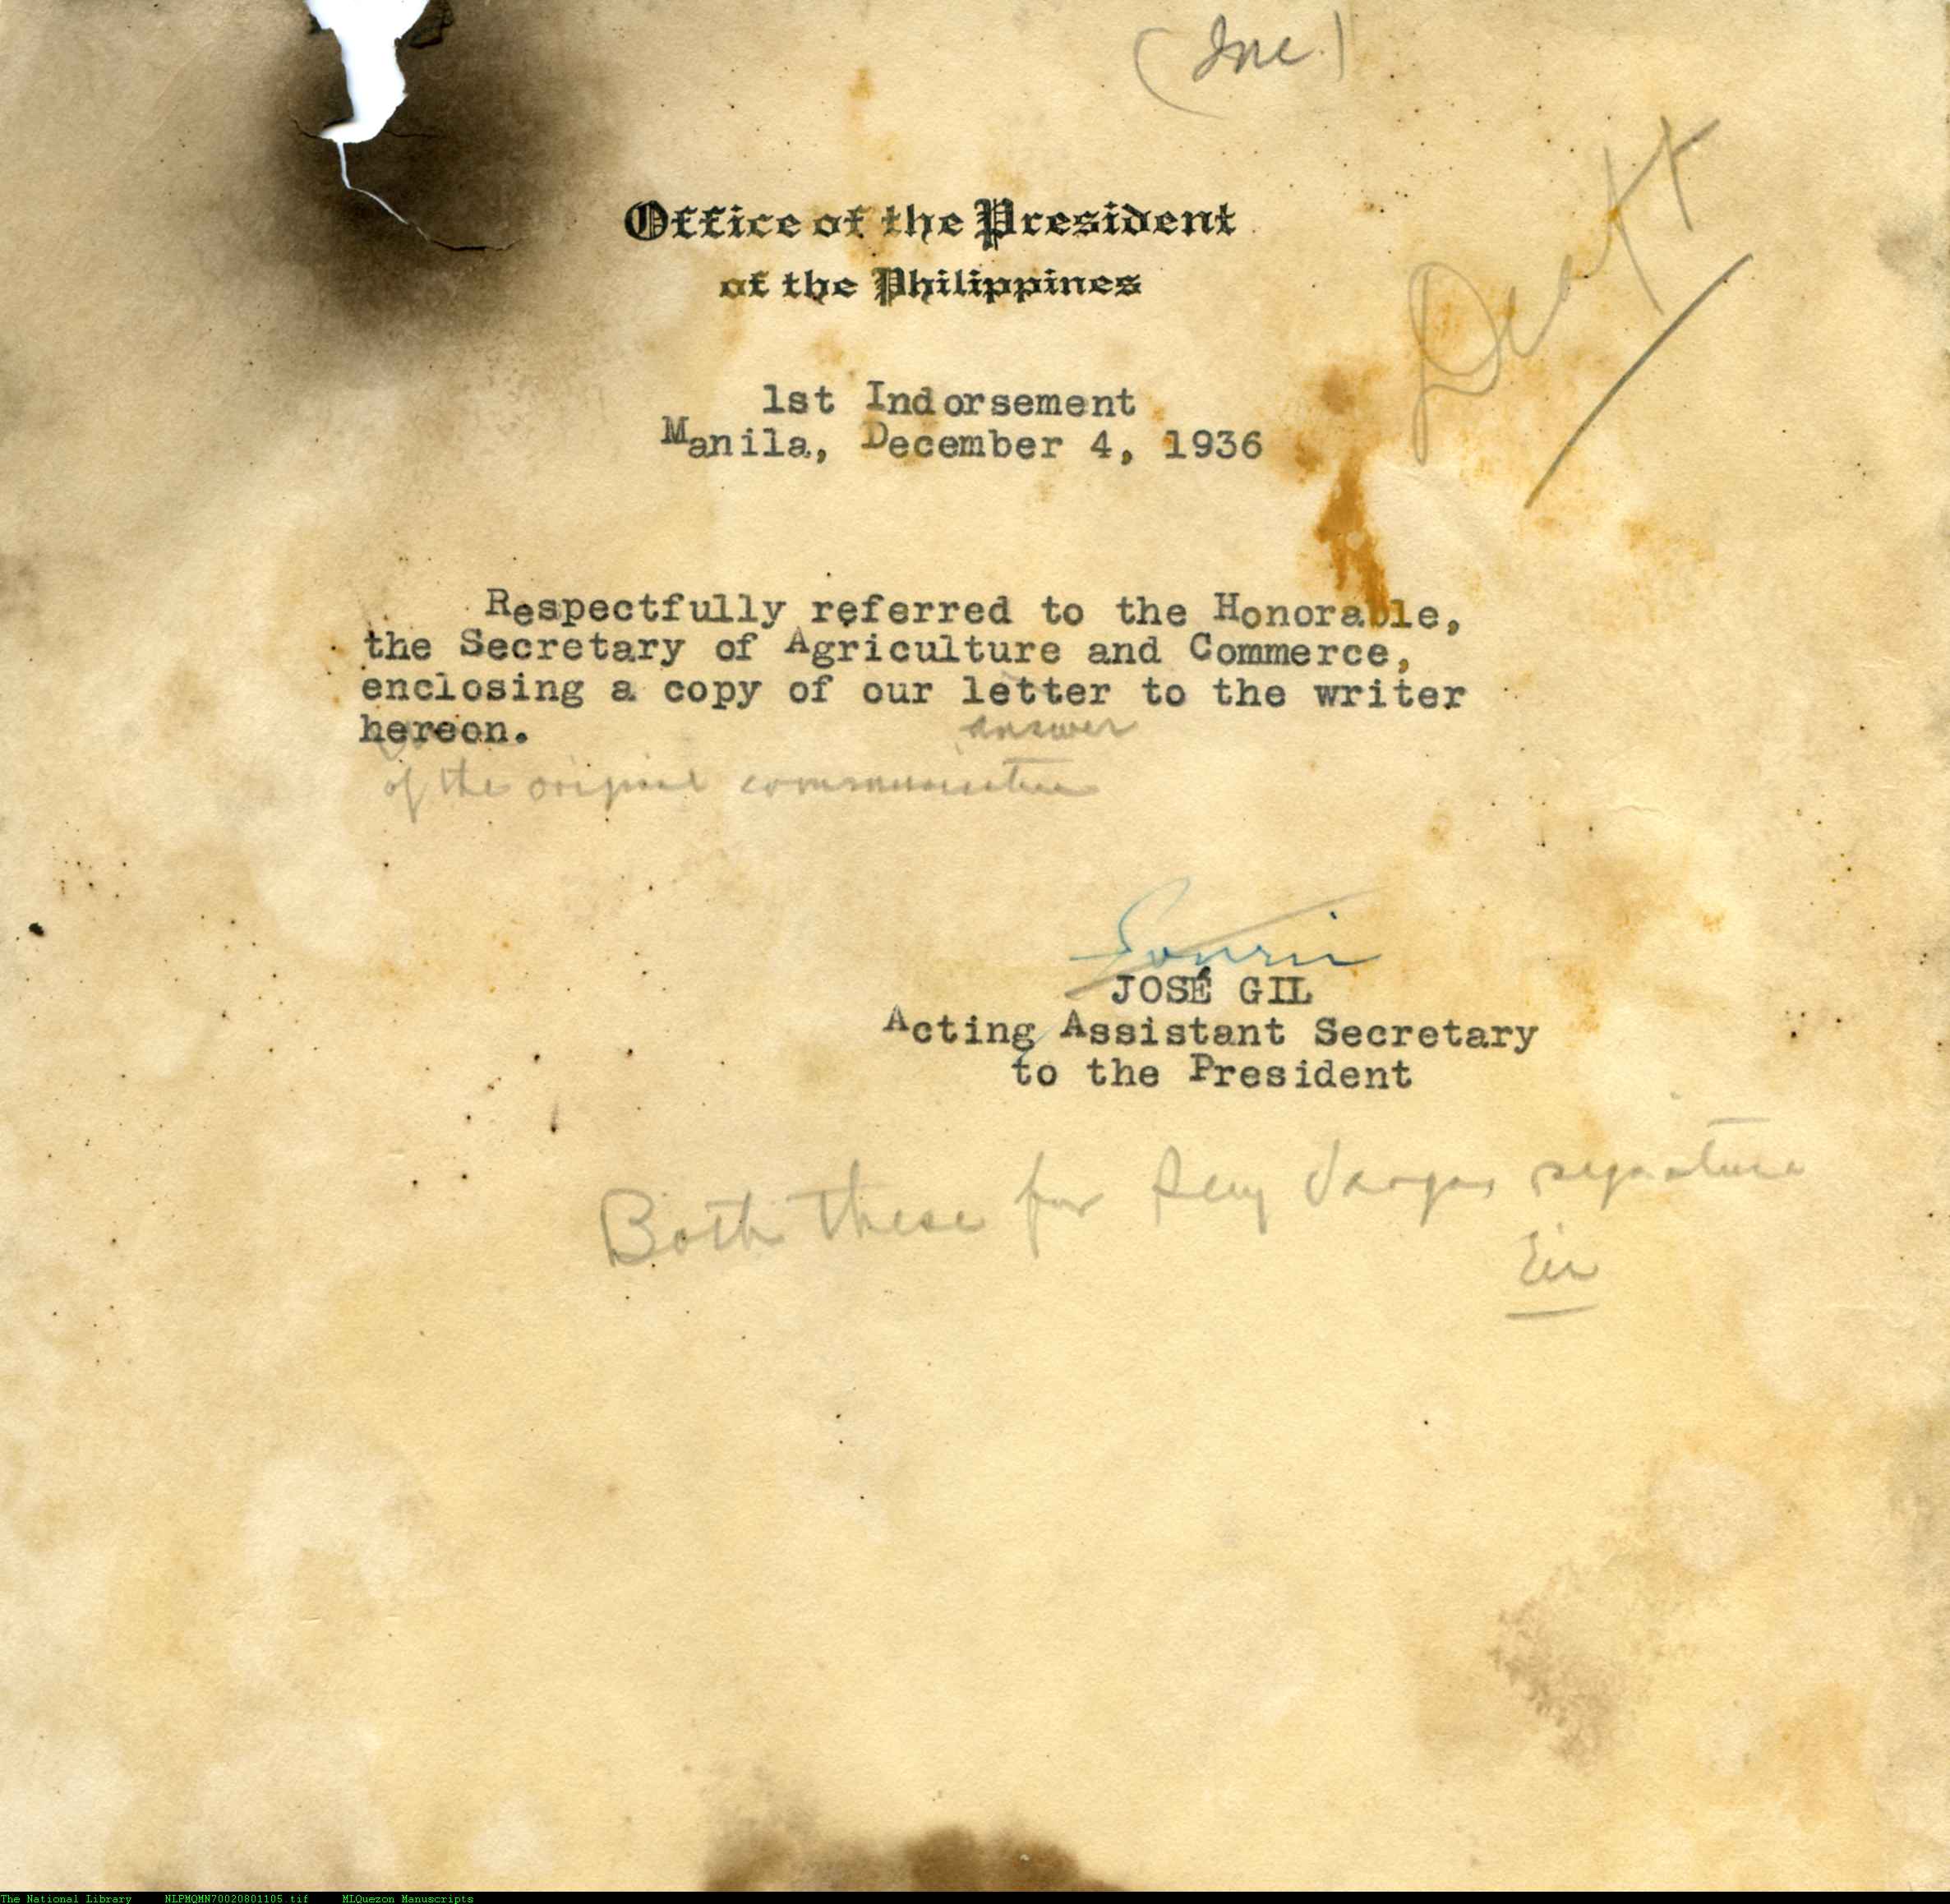 (Inc.)
Draft
Office of the President
of the Philippines
1st Indorsement
Manila, December 4, 1936
Respectfully referred to the Honorable,
the Secretary of Agriculture and Commerce,
enclosing a copy of our letter to the writer
hereon.
answer
of the original communication
JOSÉ GIL
Acting Assistant Secretary
to the President
Both these for Secy Vargas signature
The National Library NLPMQMN70020801105.tif MLQuezon Manuscripts